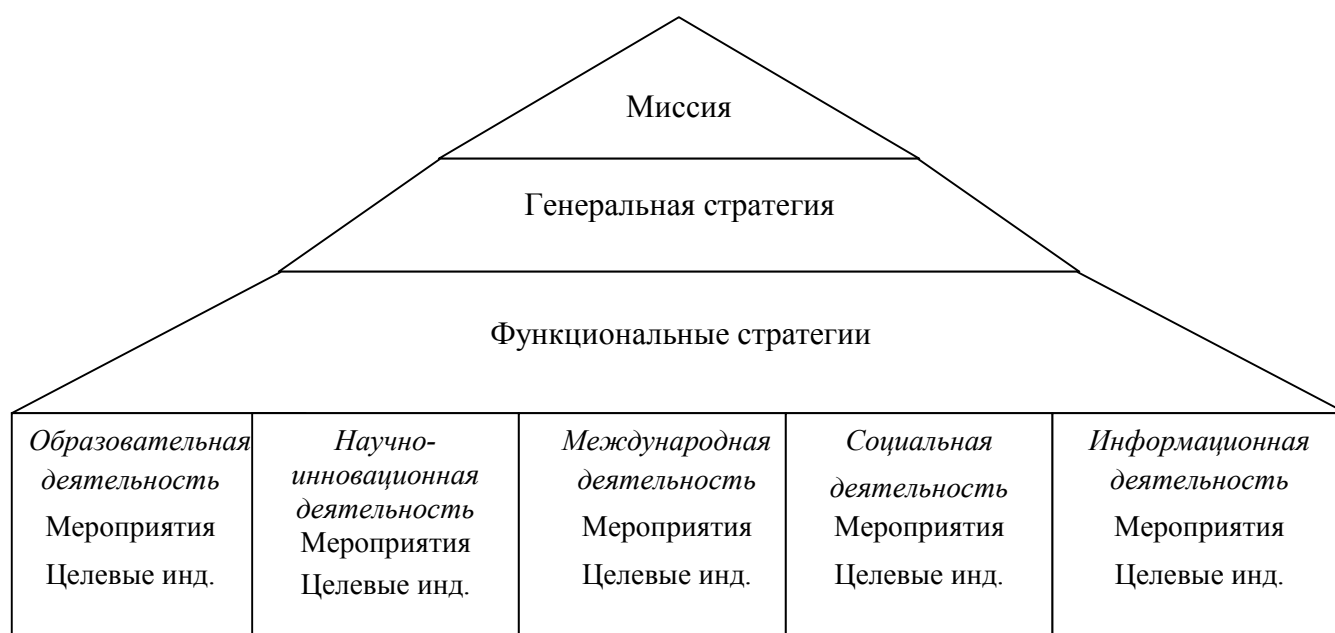 Миссия
Генеральная стратегия
Функциональные стратегии
Образовательная
деятельность
Мероприятия
Целевые инд.
Научно-
инновационная
деятельность
Мероприятия
Целевые инд.
Международная
деятельность
Мероприятия
Целевые инд.
Социальная
деятельность
Мероприятия
Целевые инд.
Информационная
деятельность
Мероприятия
Целевые инд.